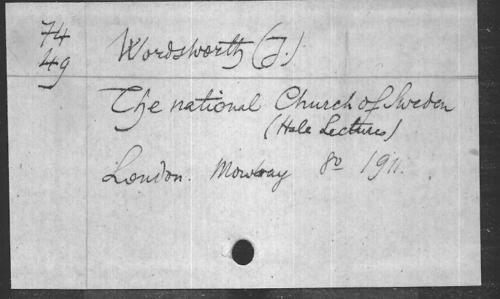 74
49
Wordsworth (J.)
The national Church of Sweden
(Hale Lectures)
London. Mowbray 8o 1911.